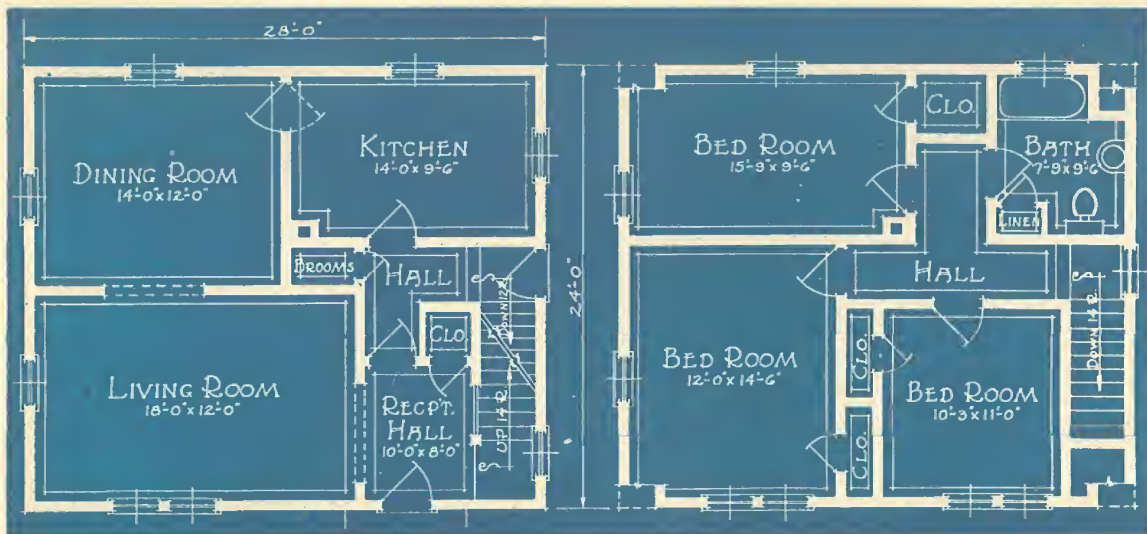 28'-0"
DINING ROOM
14'-0"x12'-0"
KITCHEN
14'-0"x9'-6"
BROOMS
HALL
CLO.
DOWN 12 R
UP 14 R
LIVING ROOM
18'-0"x12'-0"
RECPT.
HALL
10'-0"x8'-0"
24'-0"
BED ROOM
15'-9"x9'-6"
CLO.
BATH
7'-9"x9'-6"
LINEN
HALL
BED ROOM
12'-0"x14'-6"
CLO.
CLO.
BED ROOM
10'-3"x11'-0"
DOWN 14 R